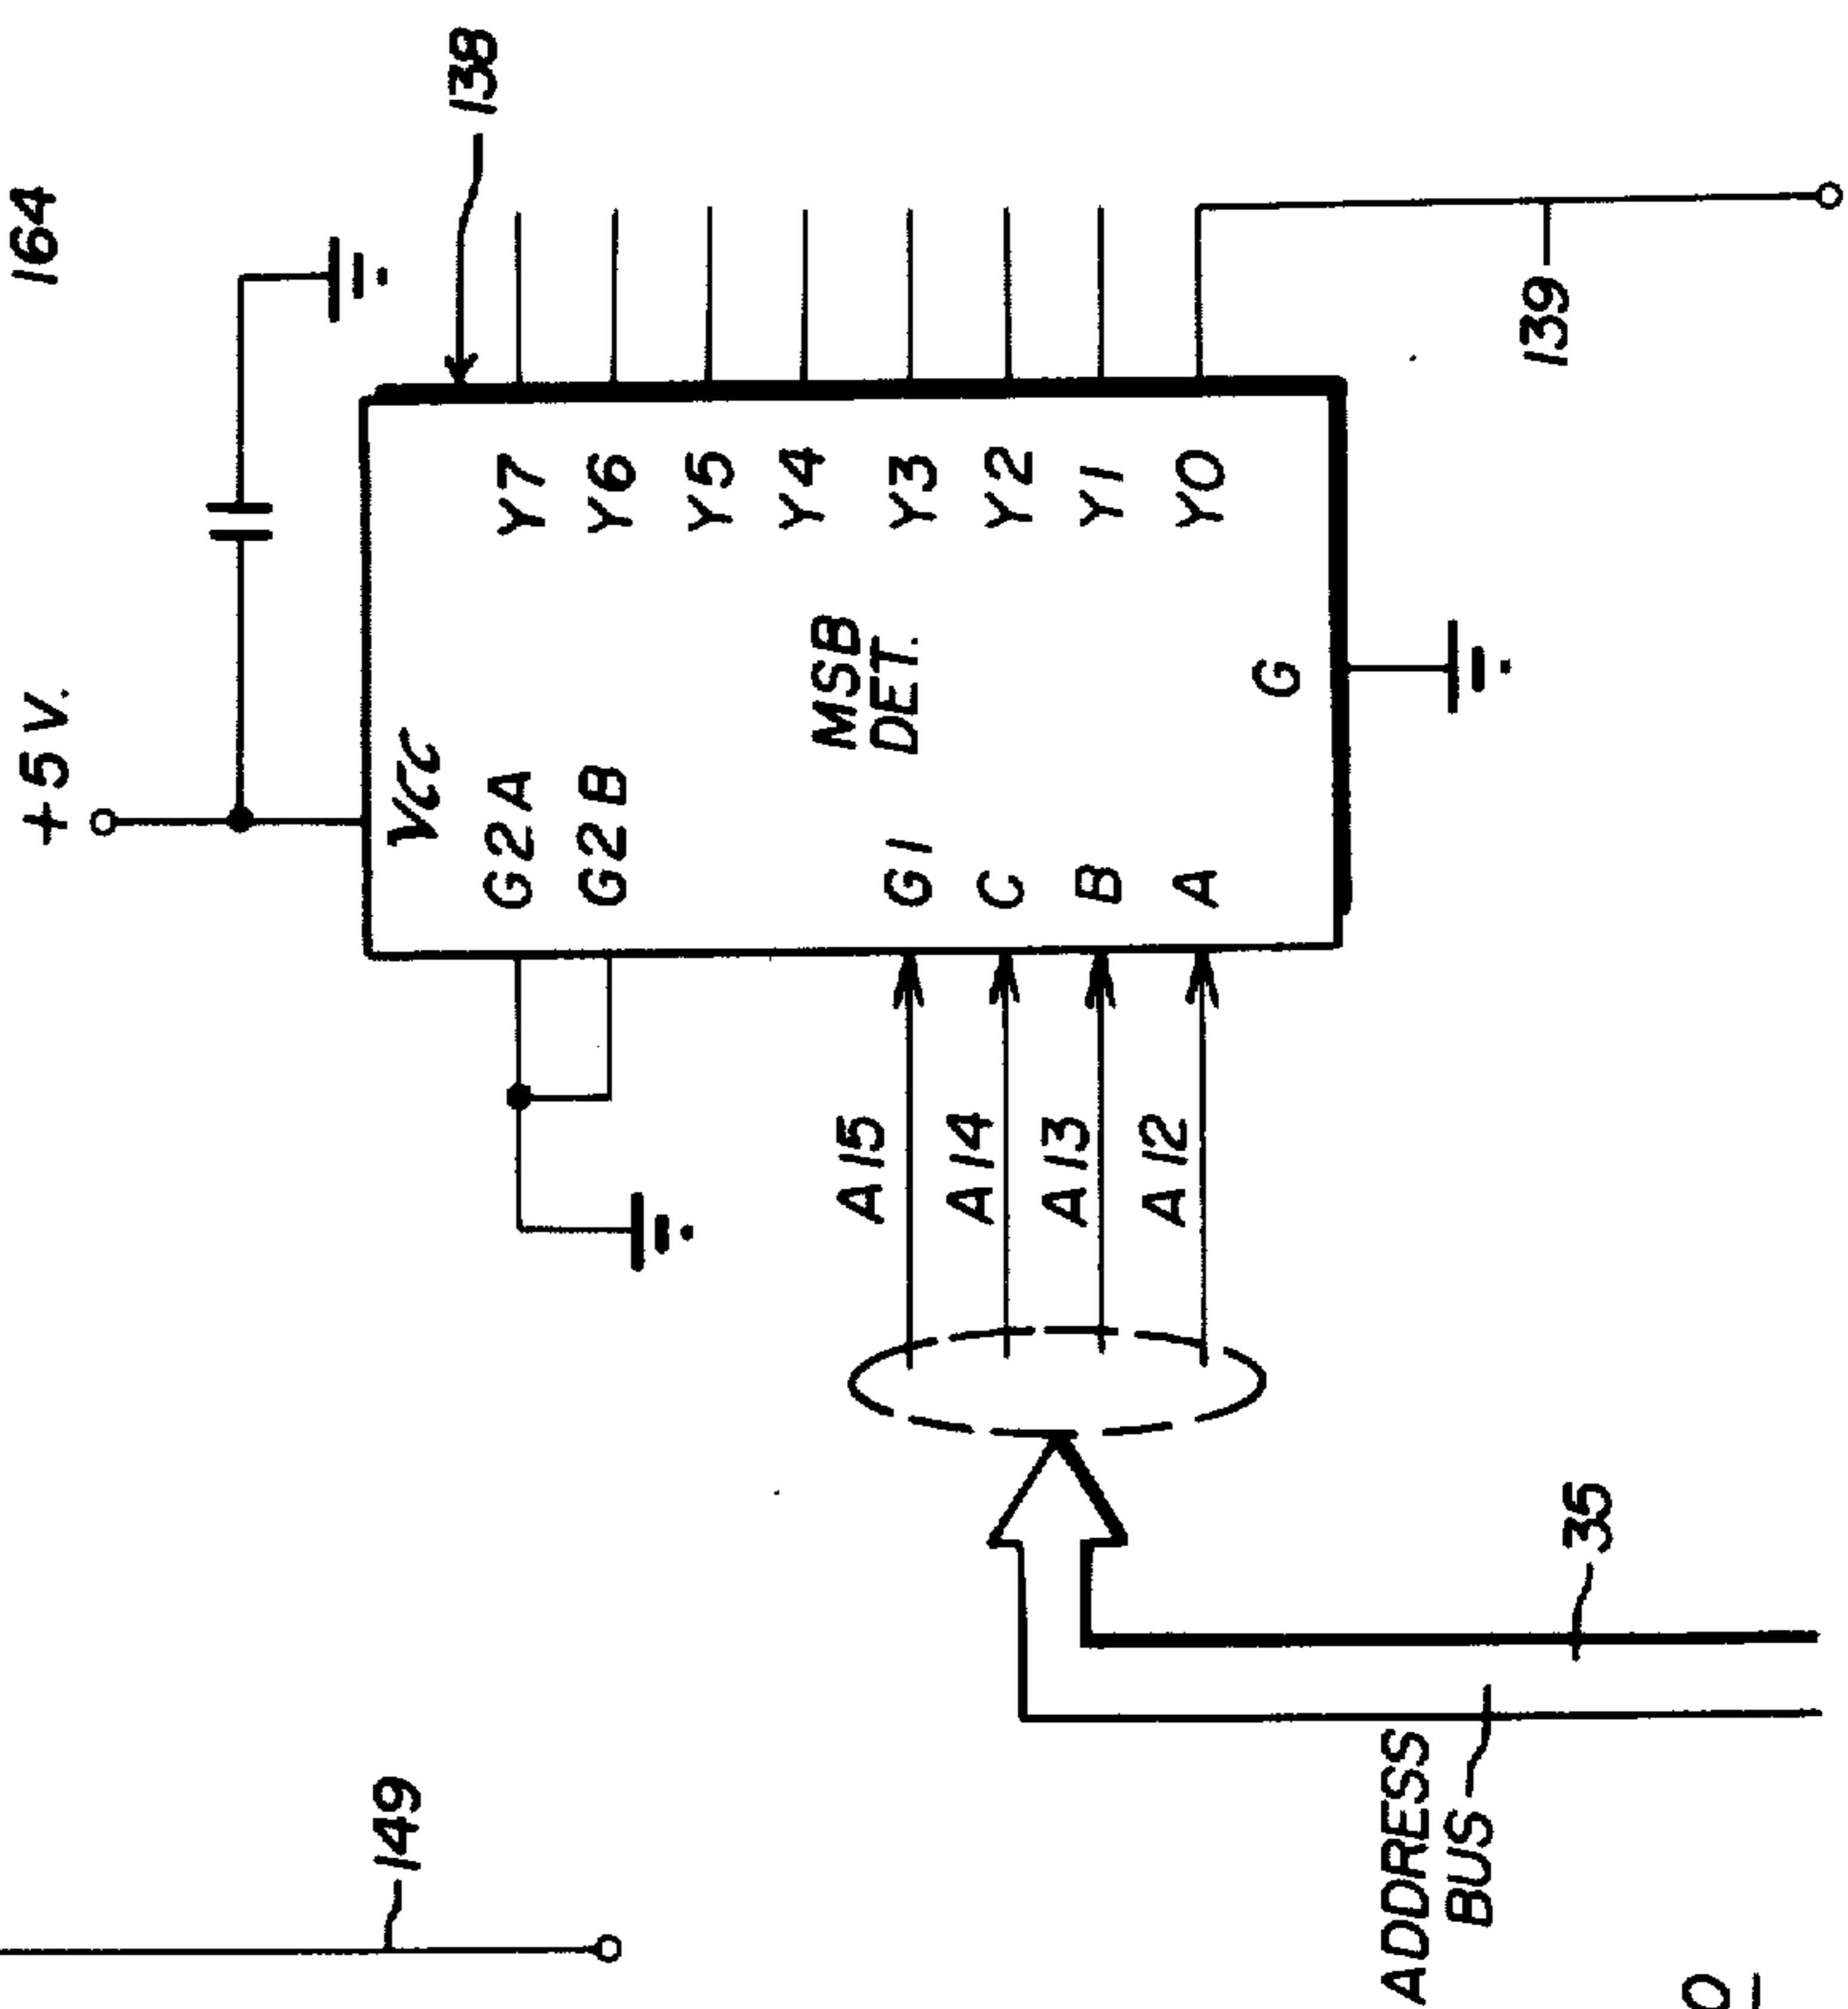 +5V.
164
149
VCC
138
G2A
Y7
G2B
Y6
Y5
MSB
DET.
Y4
A15
G1
Y3
A14
C
Y2
A13
B
Y1
A12
A
Y0
G
ADDRESS
BUS
35
139